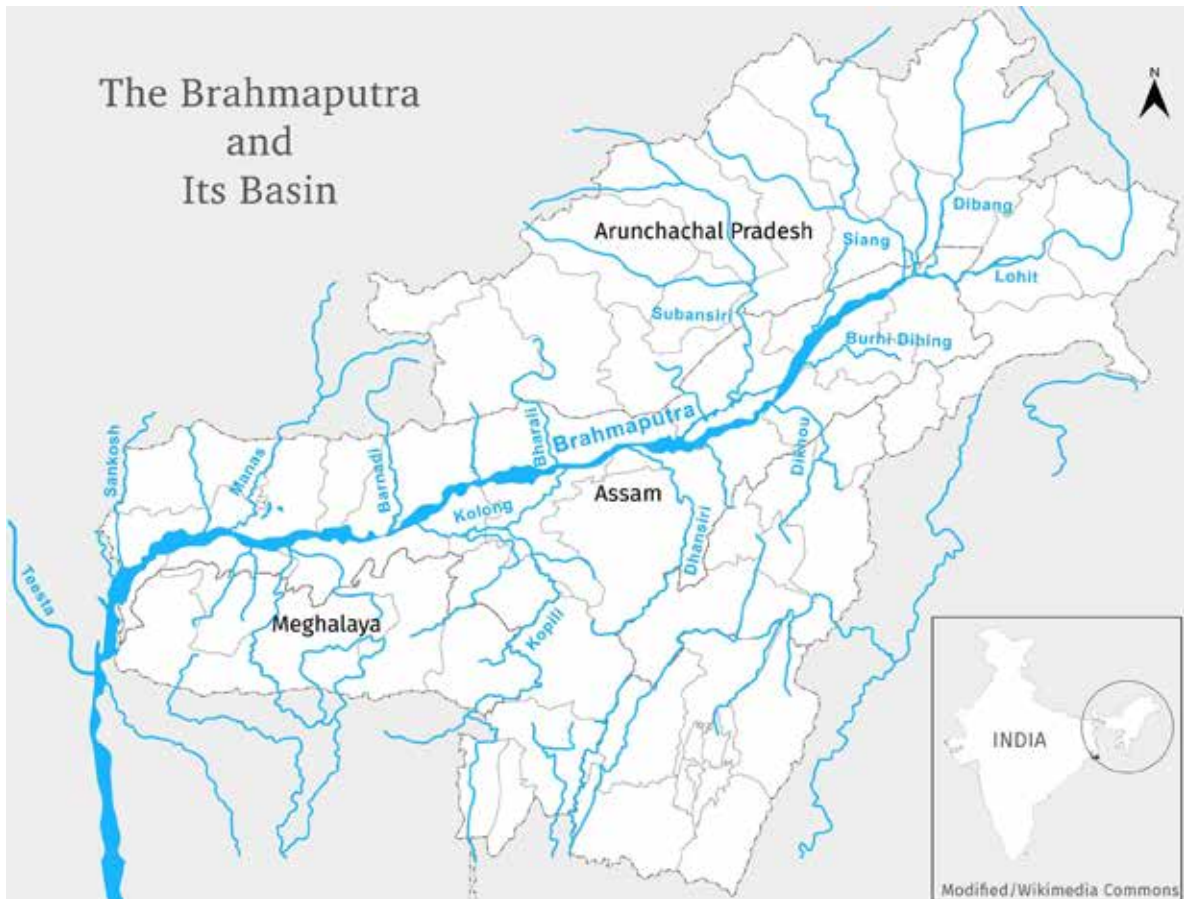 The Brahmaputra
and
Its Basin
N
Arunchachal Pradesh
Dibang
Siang
Lohit
Subansiri
Burhi Dibing
Brahmaputra
Bharali
Sankosh
Manas
Barnadi
Dikhou
Kolong
Assam
Dhansiri
Teesta
Meghalaya
Kopili
INDIA
Modified/Wikimedia Commons